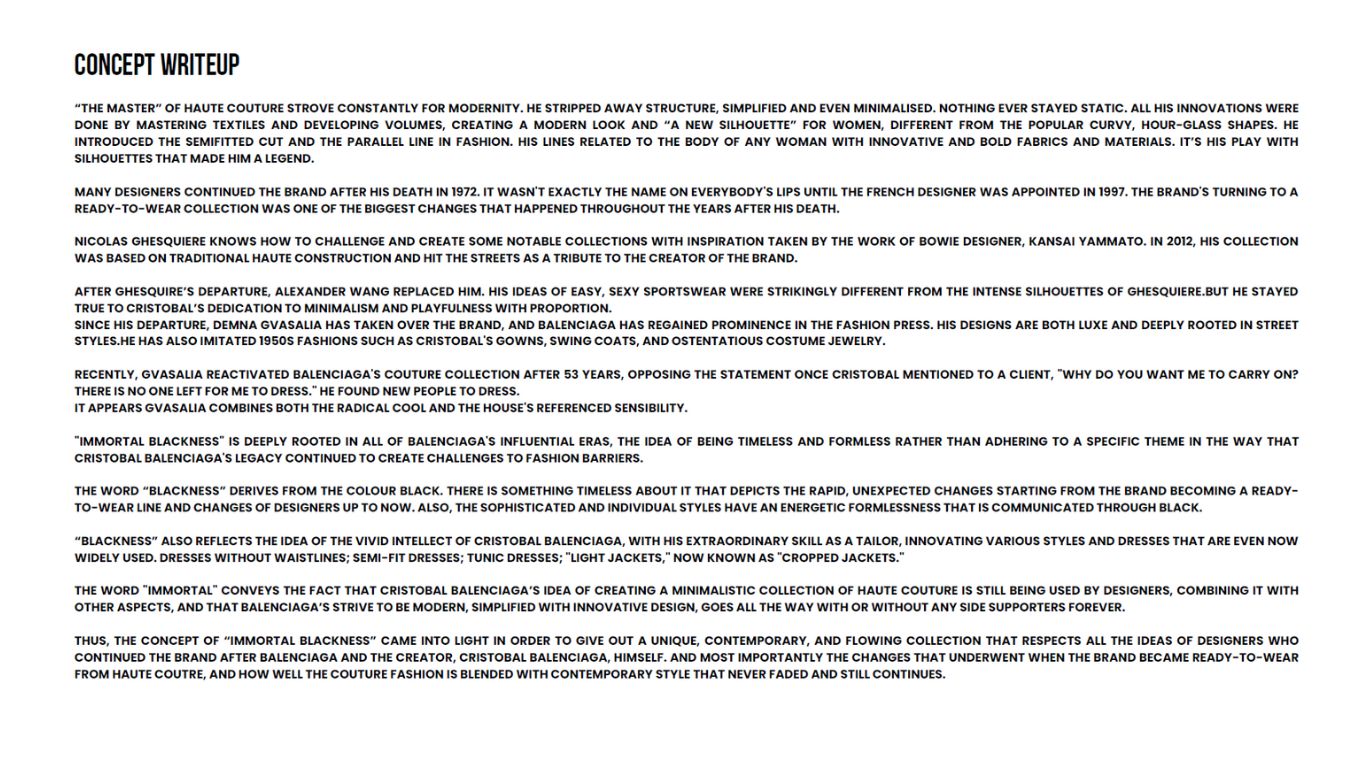 CONCEPT WRITEUP
“THE MASTER” OF HAUTE COUTURE STROVE CONSTANTLY FOR MODERNITY. HE STRIPPED AWAY STRUCTURE, SIMPLIFIED AND EVEN MINIMALISED. NOTHING EVER STAYED STATIC. ALL HIS INNOVATIONS WERE
DONE BY MASTERING TEXTILES AND DEVELOPING VOLUMES, CREATING A MODERN LOOK AND “A NEW SILHOUETTE” FOR WOMEN, DIFFERENT FROM THE POPULAR CURVY, HOUR-GLASS SHAPES. HE
INTRODUCED THE SEMIFITTED CUT AND THE PARALLEL LINE IN FASHION. HIS LINES RELATED TO THE BODY OF ANY WOMAN WITH INNOVATIVE AND BOLD FABRICS AND MATERIALS. IT’S HIS PLAY WITH
SILHOUETTES THAT MADE HIM A LEGEND.
MANY DESIGNERS CONTINUED THE BRAND AFTER HIS DEATH IN 1972. IT WASN'T EXACTLY THE NAME ON EVERYBODY'S LIPS UNTIL THE FRENCH DESIGNER WAS APPOINTED IN 1997. THE BRAND'S TURNING TO A
READY-TO-WEAR COLLECTION WAS ONE OF THE BIGGEST CHANGES THAT HAPPENED THROUGHOUT THE YEARS AFTER HIS DEATH.
NICOLAS GHESQUIERE KNOWS HOW TO CHALLENGE AND CREATE SOME NOTABLE COLLECTIONS WITH INSPIRATION TAKEN BY THE WORK OF BOWIE DESIGNER, KANSAI YAMMATO. IN 2012, HIS COLLECTION
WAS BASED ON TRADITIONAL HAUTE CONSTRUCTION AND HIT THE STREETS AS A TRIBUTE TO THE CREATOR OF THE BRAND.
AFTER GHESQUIRE’S DEPARTURE, ALEXANDER WANG REPLACED HIM. HIS IDEAS OF EASY, SEXY SPORTSWEAR WERE STRIKINGLY DIFFERENT FROM THE INTENSE SILHOUETTES OF GHESQUIERE.BUT HE STAYED
TRUE TO CRISTOBAL’S DEDICATION TO MINIMALISM AND PLAYFULNESS WITH PROPORTION.
SINCE HIS DEPARTURE, DEMNA GVASALIA HAS TAKEN OVER THE BRAND, AND BALENCIAGA HAS REGAINED PROMINENCE IN THE FASHION PRESS. HIS DESIGNS ARE BOTH LUXE AND DEEPLY ROOTED IN STREET
STYLES.HE HAS ALSO IMITATED 1950S FASHIONS SUCH AS CRISTOBAL'S GOWNS, SWING COATS, AND OSTENTATIOUS COSTUME JEWELRY.
RECENTLY, GVASALIA REACTIVATED BALENCIAGA'S COUTURE COLLECTION AFTER 53 YEARS, OPPOSING THE STATEMENT ONCE CRISTOBAL MENTIONED TO A CLIENT, "WHY DO YOU WANT ME TO CARRY ON?
THERE IS NO ONE LEFT FOR ME TO DRESS." HE FOUND NEW PEOPLE TO DRESS.
IT APPEARS GVASALIA COMBINES BOTH THE RADICAL COOL AND THE HOUSE'S REFERENCED SENSIBILITY.
"IMMORTAL BLACKNESS" IS DEEPLY ROOTED IN ALL OF BALENCIAGA'S INFLUENTIAL ERAS, THE IDEA OF BEING TIMELESS AND FORMLESS RATHER THAN ADHERING TO A SPECIFIC THEME IN THE WAY THAT
CRISTOBAL BALENCIAGA'S LEGACY CONTINUED TO CREATE CHALLENGES TO FASHION BARRIERS.
THE WORD “BLACKNESS” DERIVES FROM THE COLOUR BLACK. THERE IS SOMETHING TIMELESS ABOUT IT THAT DEPICTS THE RAPID, UNEXPECTED CHANGES STARTING FROM THE BRAND BECOMING A READY-
TO-WEAR LINE AND CHANGES OF DESIGNERS UP TO NOW. ALSO, THE SOPHISTICATED AND INDIVIDUAL STYLES HAVE AN ENERGETIC FORMLESSNESS THAT IS COMMUNICATED THROUGH BLACK.
“BLACKNESS” ALSO REFLECTS THE IDEA OF THE VIVID INTELLECT OF CRISTOBAL BALENCIAGA, WITH HIS EXTRAORDINARY SKILL AS A TAILOR, INNOVATING VARIOUS STYLES AND DRESSES THAT ARE EVEN NOW
WIDELY USED. DRESSES WITHOUT WAISTLINES; SEMI-FIT DRESSES; TUNIC DRESSES; "LIGHT JACKETS," NOW KNOWN AS "CROPPED JACKETS."
THE WORD "IMMORTAL" CONVEYS THE FACT THAT CRISTOBAL BALENCIAGA’S IDEA OF CREATING A MINIMALISTIC COLLECTION OF HAUTE COUTURE IS STILL BEING USED BY DESIGNERS, COMBINING IT WITH
OTHER ASPECTS, AND THAT BALENCIAGA’S STRIVE TO BE MODERN, SIMPLIFIED WITH INNOVATIVE DESIGN, GOES ALL THE WAY WITH OR WITHOUT ANY SIDE SUPPORTERS FOREVER.
THUS, THE CONCEPT OF “IMMORTAL BLACKNESS” CAME INTO LIGHT IN ORDER TO GIVE OUT A UNIQUE, CONTEMPORARY, AND FLOWING COLLECTION THAT RESPECTS ALL THE IDEAS OF DESIGNERS WHO
CONTINUED THE BRAND AFTER BALENCIAGA AND THE CREATOR, CRISTOBAL BALENCIAGA, HIMSELF. AND MOST IMPORTANTLY THE CHANGES THAT UNDERWENT WHEN THE BRAND BECAME READY-TO-WEAR
FROM HAUTE COUTRE, AND HOW WELL THE COUTURE FASHION IS BLENDED WITH CONTEMPORARY STYLE THAT NEVER FADED AND STILL CONTINUES.